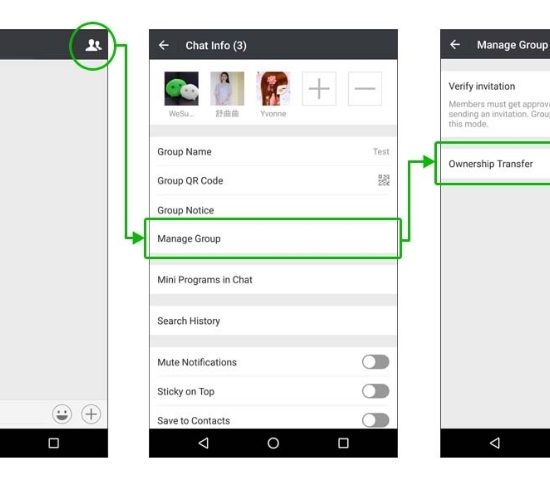 Chat Info (3)
WeSu...
舒曲曲
Yvonne
Group Name
Test
Group QR Code
Group Notice
Manage Group
Mini Programs in Chat
Search History
Mute Notifications
Sticky on Top
Save to Contacts
Manage Group
Verify invitation
Members must get approva
sending an invitation. Group
this mode.
Ownership Transfer